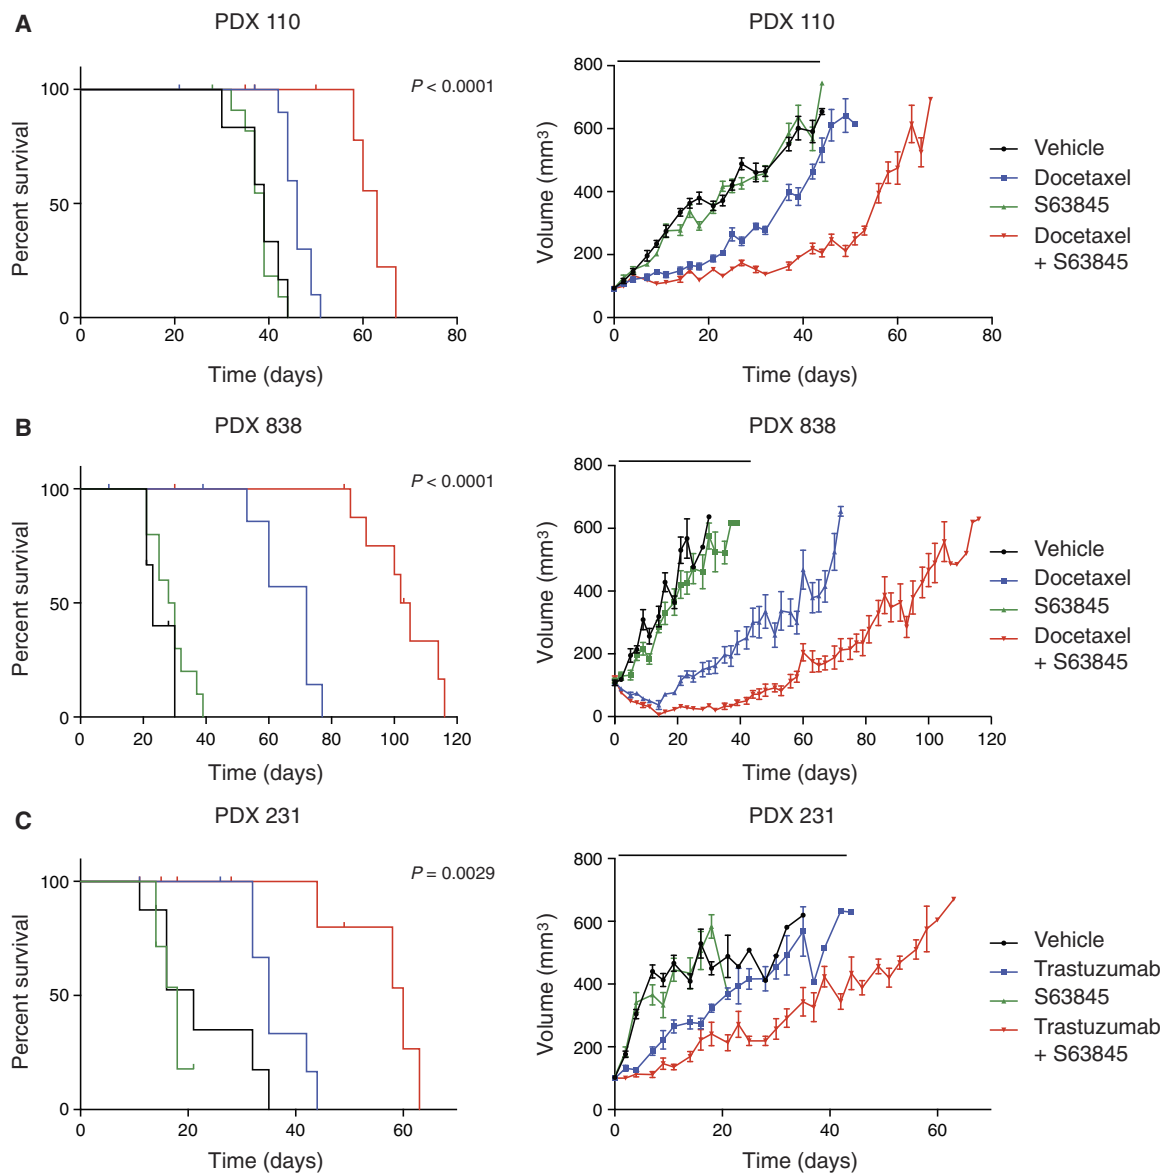 A
PDX 110
PDX 110
Percent survival
100
50
0
P < 0.0001
0 20 40 60 80
Time (days)
Volume (mm3)
800
600
400
200
0
0 20 40 60 80
Time (days)
Vehicle
Docetaxel
S63845
Docetaxel
+ S63845
B
PDX 838
PDX 838
Percent survival
100
50
0
P < 0.0001
0 20 40 60 80 100 120
Time (days)
Volume (mm3)
800
600
400
200
0
0 20 40 60 80 100 120
Time (days)
Vehicle
Docetaxel
S63845
Docetaxel
+ S63845
C
PDX 231
PDX 231
Percent survival
100
50
0
P = 0.0029
0 20 40 60
Time (days)
Volume (mm3)
800
600
400
200
0
0 20 40 60
Time (days)
Vehicle
Trastuzumab
S63845
Trastuzumab
+ S63845